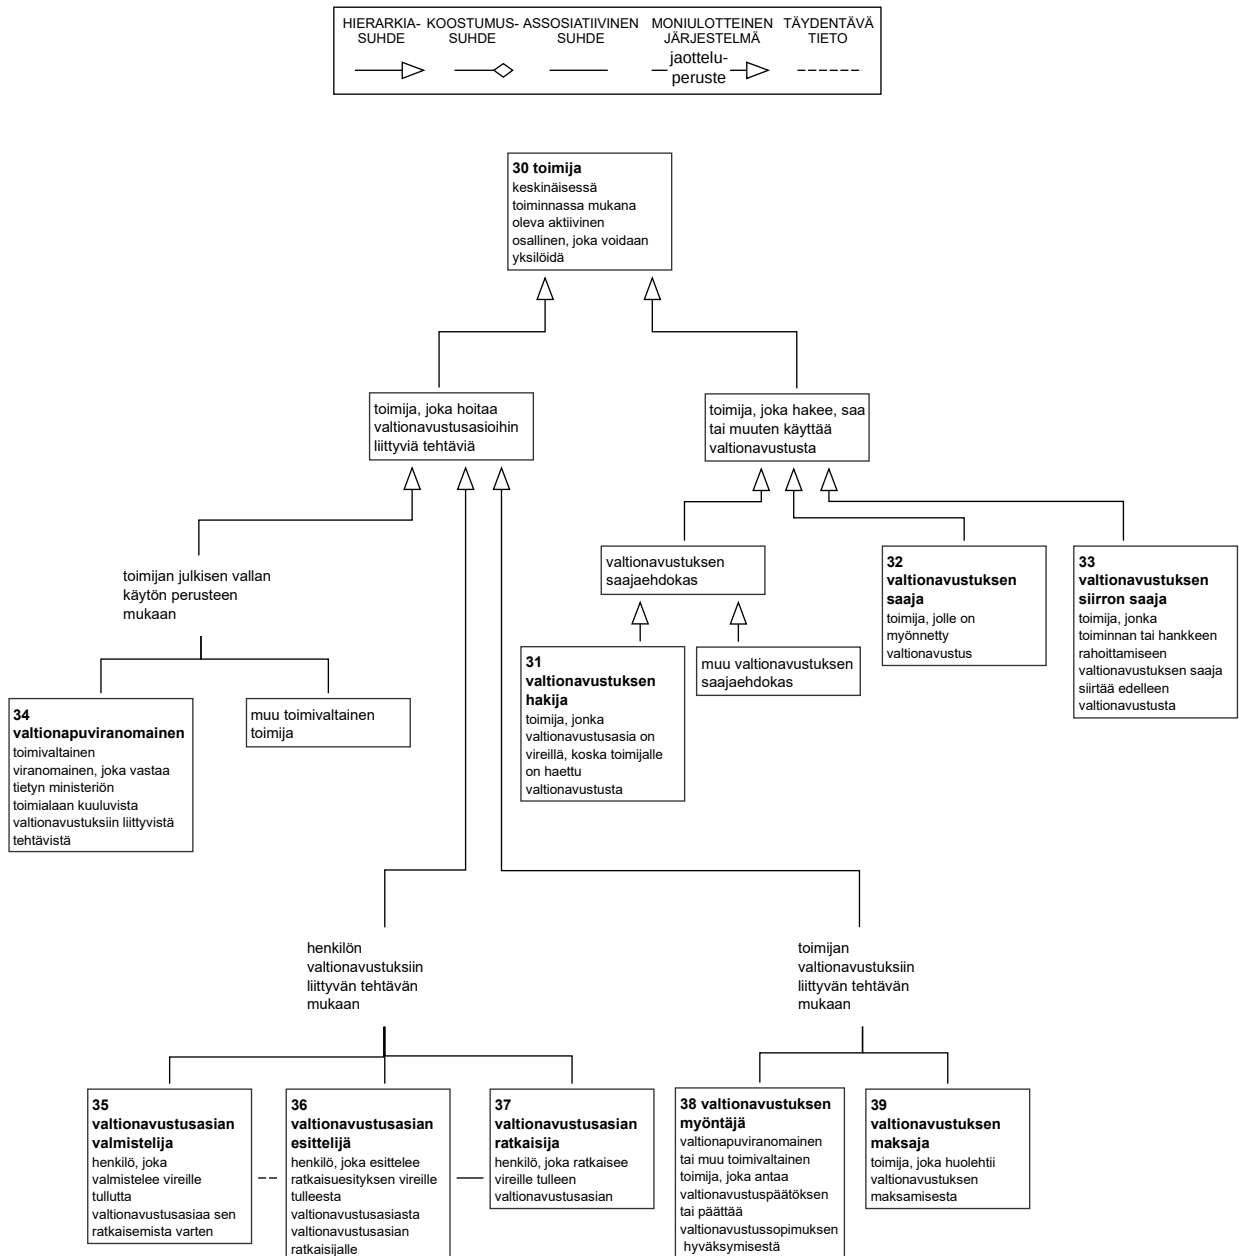 HIERARKIA-
SUHDE
KOOSTUMUS-
SUHDE
ASSOSIATIIVINEN
SUHDE
MONIULOTTEINEN
JÄRJESTELMÄ
jaottelu-
peruste
TÄYDENTÄVÄ
TIETO
30 toimija
keskinäisessä
toiminnassa mukana
oleva aktiivinen
osallinen, joka voidaan
yksilöidä
toimija, joka hoitaa
valtionavustusasioihin
liittyviä tehtäviä
toimija, joka hakee, saa
tai muuten käyttää
valtionavustusta
toimijan julkisen vallan
käytön perusteen
mukaan
valtionavustuksen
saajaehdokas
32
valtionavustuksen
saaja
toimija, jolle on
myönnetty
valtionavustus
33
valtionavustuksen
siirron saaja
toimija, jonka
toiminnan tai hankkeen
rahoittamiseen
valtionavustuksen saaja
siirtää edelleen
valtionavustusta
31
valtionavustuksen
hakija
toimija, jonka
valtionavustusasia on
vireillä, koska toimijalle
on haettu
valtionavustusta
muu valtionavustuksen
saajaehdokas
34
valtionapuviranomainen
toimivaltainen
viranomainen, joka vastaa
tietyn ministeriön
toimialaan kuuluvista
valtionavustuksiin liittyvistä
tehtävistä
muu toimivaltainen
toimija
henkilön
valtionavustuksiin
liittyvän tehtävän
mukaan
toimijan
valtionavustuksiin
liittyvän tehtävän
mukaan
35
valtionavustusasian
valmistelija
henkilö, joka
valmistelee vireille
tullutta
valtionavustusasiaa sen
ratkaisemista varten
36
valtionavustusasian
esittelijä
henkilö, joka esittelee
ratkaisuesityksen vireille
tulleesta
valtionavustusasiasta
valtionavustusasian
ratkaisijalle
37
valtionavustusasian
ratkaisija
henkilö, joka ratkaisee
vireille tulleen
valtionavustusasian
38 valtionavustuksen
myöntäjä
valtionapuviranomainen
tai muu toimivaltainen
toimija, joka antaa
valtionavustuspäätöksen
tai päättää
valtionavustussopimuksen
hyväksymisestä
39
valtionavustuksen
maksaja
toimija, joka huolehtii
valtionavustuksen
maksamisesta